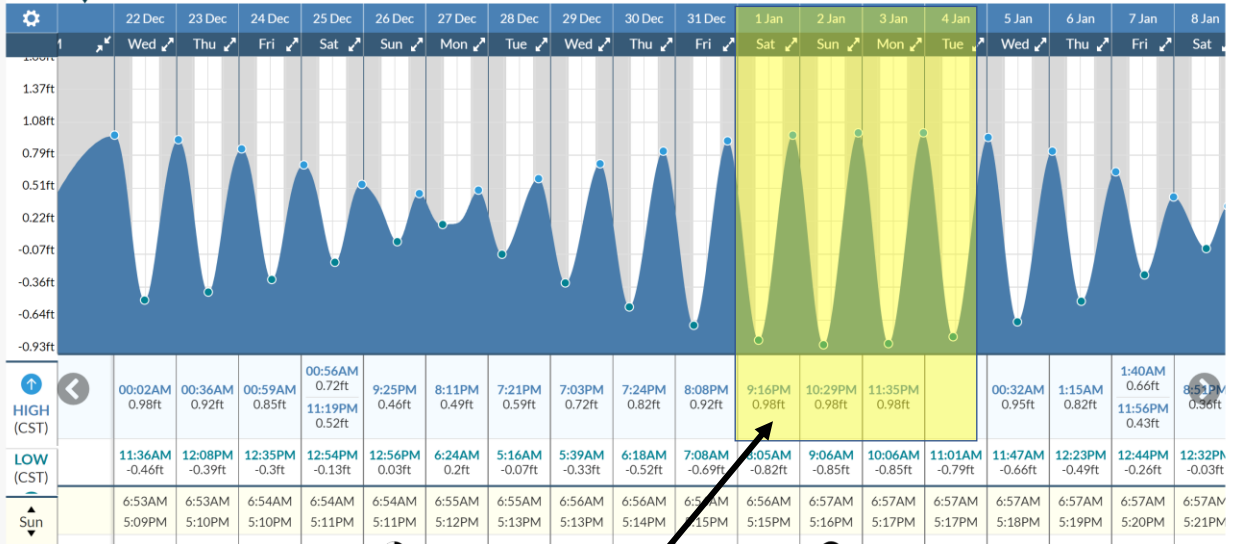 22 Dec 23 Dec 24 Dec 25 Dec 26 Dec 27 Dec 28 Dec 29 Dec 30 Dec 31 Dec 1 Jan 2 Jan 3 Jan 4 Jan 5 Jan 6 Jan 7 Jan 8 Jan
Wed Thu Fri Sat Sun Mon Tue Wed Thu Fri Sat Sun Mon Tue Wed Thu Fri Sat
1.37ft
1.08ft
0.79ft
0.51ft
0.22ft
-0.07ft
-0.36ft
-0.64ft
-0.93ft
HIGH
(CST)
00:02AM 00:36AM 00:59AM 00:56AM 9:25PM 8:11PM 7:21PM 7:03PM 7:24PM 8:08PM 9:16PM 10:29PM 11:35PM 00:32AM 1:15AM 1:40AM
0.98ft 0.92ft 0.85ft 0.72ft 0.46ft 0.49ft 0.59ft 0.72ft 0.82ft 0.92ft 0.98ft 0.98ft 0.98ft 0.95ft 0.82ft 0.66ft 0.36ft
11:19PM 11:56PM
0.52ft 0.43ft
LOW
(CST)
11:36AM 12:08PM 12:35PM 12:54PM 12:56PM 6:24AM 5:16AM 5:39AM 6:18AM 7:08AM 8:05AM 9:06AM 10:06AM 11:01AM 11:47AM 12:23PM 12:44PM 12:32PM
-0.46ft -0.39ft -0.3ft -0.13ft 0.03ft 0.2ft -0.07ft -0.33ft -0.52ft -0.69ft -0.82ft -0.85ft -0.85ft -0.79ft -0.66ft -0.49ft -0.26ft -0.03ft
Sun
6:53AM 6:53AM 6:54AM 6:54AM 6:54AM 6:55AM 6:55AM 6:56AM 6:56AM 6:56AM 6:57AM 6:57AM 6:57AM 6:57AM 6:57AM 6:57AM 6:57AM
5:09PM 5:10PM 5:10PM 5:11PM 5:11PM 5:12PM 5:13PM 5:13PM 5:14PM 5:15PM 5:15PM 5:16PM 5:17PM 5:17PM 5:18PM 5:19PM 5:20PM 5:21PM